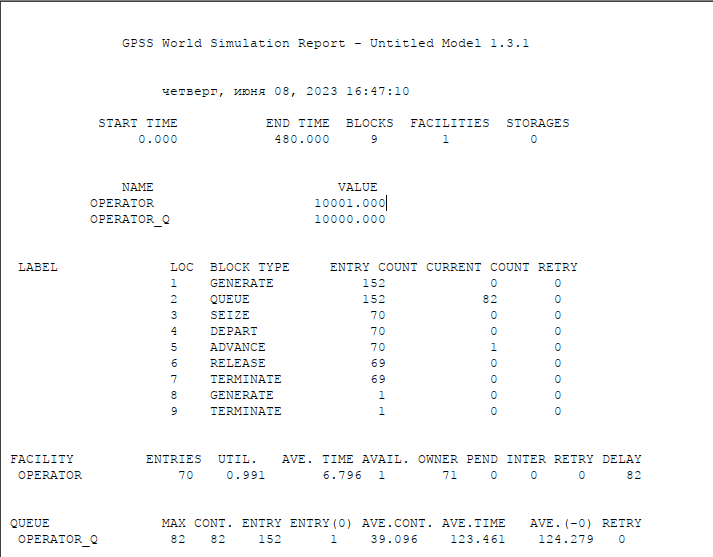 GPSS World Simulation Report - Untitled Model 1.3.1
четверг, июня 08, 2023 16:47:10
START TIME END TIME BLOCKS FACILITIES STORAGES
0.000 480.000 9 1 0
NAME VALUE
OPERATOR 10001.000
OPERATOR_Q 10000.000
LABEL LOC BLOCK TYPE ENTRY COUNT CURRENT COUNT RETRY
1 GENERATE 152 0 0
2 QUEUE 152 82 0
3 SEIZE 70 0 0
4 DEPART 70 0 0
5 ADVANCE 70 1 0
6 RELEASE 69 0 0
7 TERMINATE 69 0 0
8 GENERATE 1 0 0
9 TERMINATE 1 0 0
FACILITY ENTRIES UTIL. AVE. TIME AVAIL. OWNER PEND INTER RETRY DELAY
OPERATOR 70 0.991 6.796 1 71 0 0 0 82
QUEUE MAX CONT. ENTRY ENTRY(0) AVE.CONT. AVE.TIME AVE.(-0) RETRY
OPERATOR_Q 82 82 152 1 39.096 123.461 124.279 0